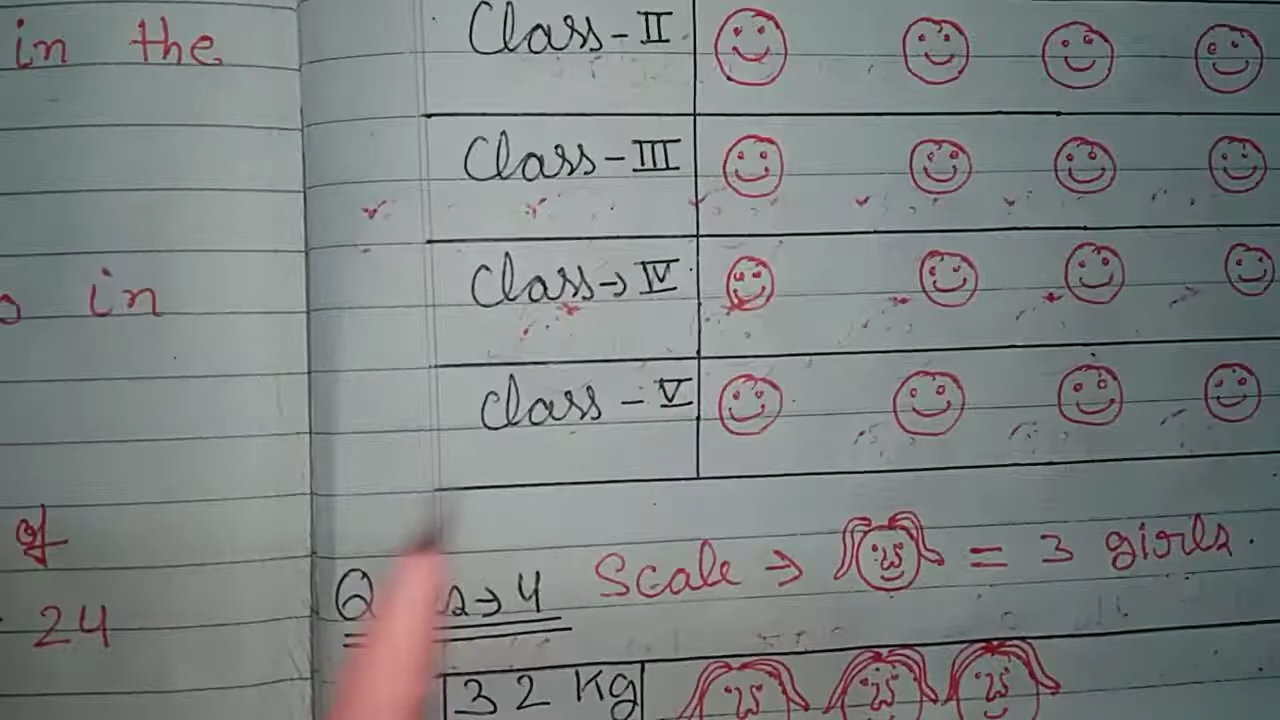 in the
Class-II
Class-III
in
Class→IV
Class-V
of
24
Scale → = 3 girls.
→ 4
32 Kg